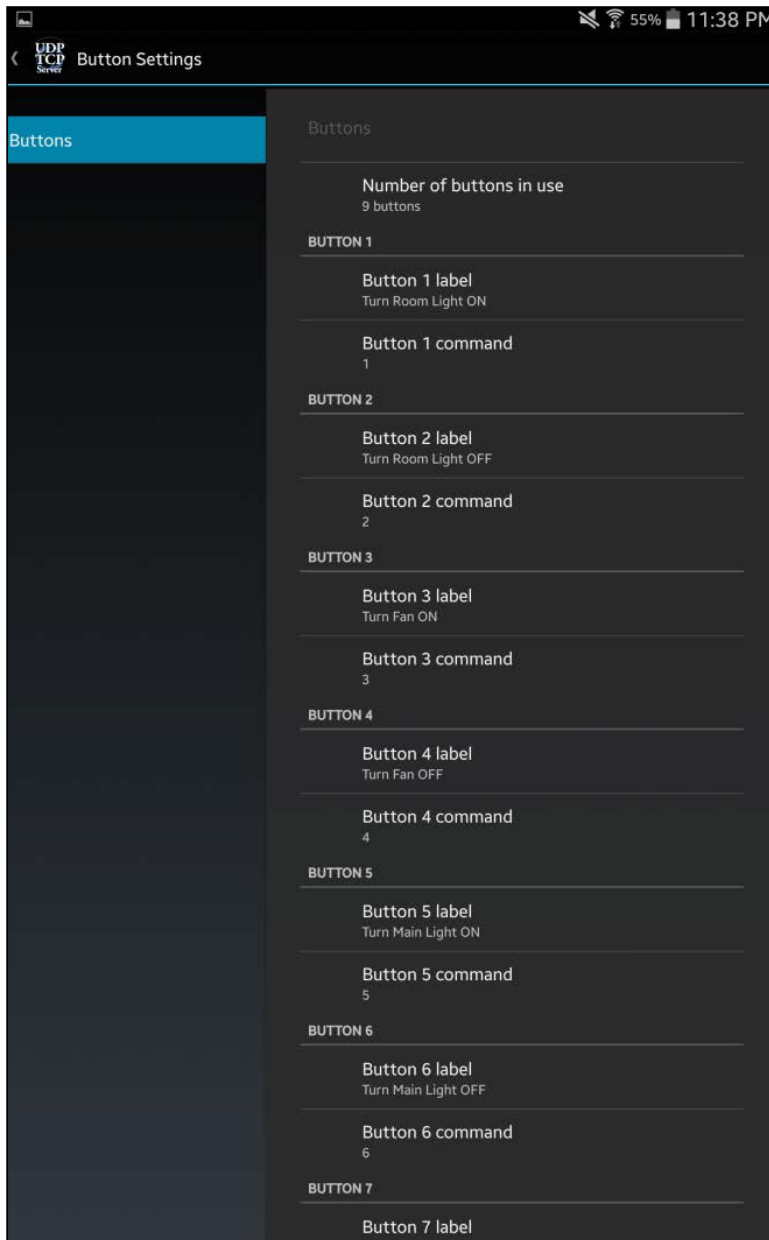 55% 11:38 PM
UDP
TCP
Server
Button Settings
Buttons
Buttons
Number of buttons in use
9 buttons
BUTTON 1
Button 1 label
Turn Room Light ON
Button 1 command
1
BUTTON 2
Button 2 label
Turn Room Light OFF
Button 2 command
2
BUTTON 3
Button 3 label
Turn Fan ON
Button 3 command
3
BUTTON 4
Button 4 label
Turn Fan OFF
Button 4 command
4
BUTTON 5
Button 5 label
Turn Main Light ON
Button 5 command
5
BUTTON 6
Button 6 label
Turn Main Light OFF
Button 6 command
6
BUTTON 7
Button 7 label